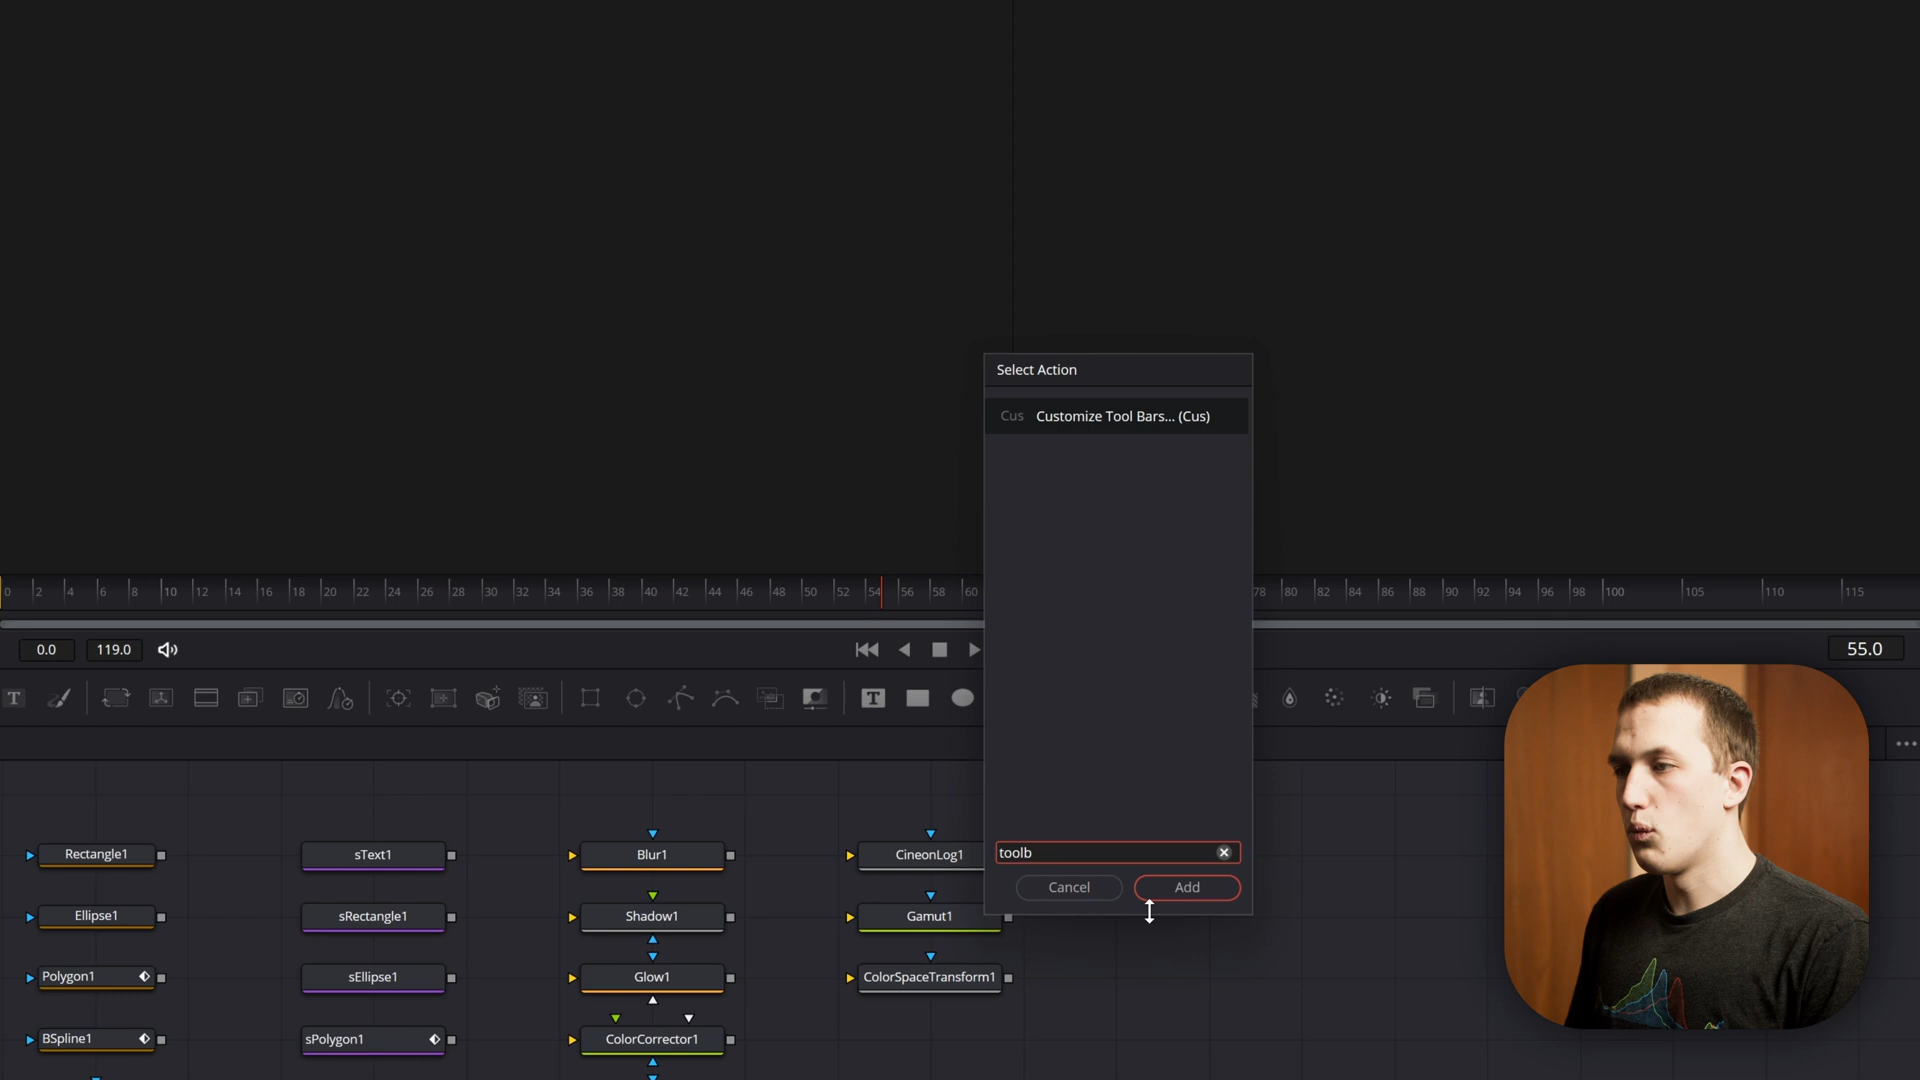 Select Action
Cus Customize Tool Bars... (Cus)
0 2 4 6 8 10 12 14 16 18 20 22 24 26 28 30 32 34 36 38 40 42 44 46 48 50 52 54 56 58 60 78 80 82 84 86 88 90 92 94 96 98 100 105 110 115
0.0 119.0 55.0
T T
Rectangle1 sText1 Blur1 CineonLog1 toolb
Cancel Add
Ellipse1 sRectangle1 Shadow1 Gamut1
Polygon1 sEllipse1 Glow1 ColorSpaceTransform1
BSpline1 sPolygon1 ColorCorrector1